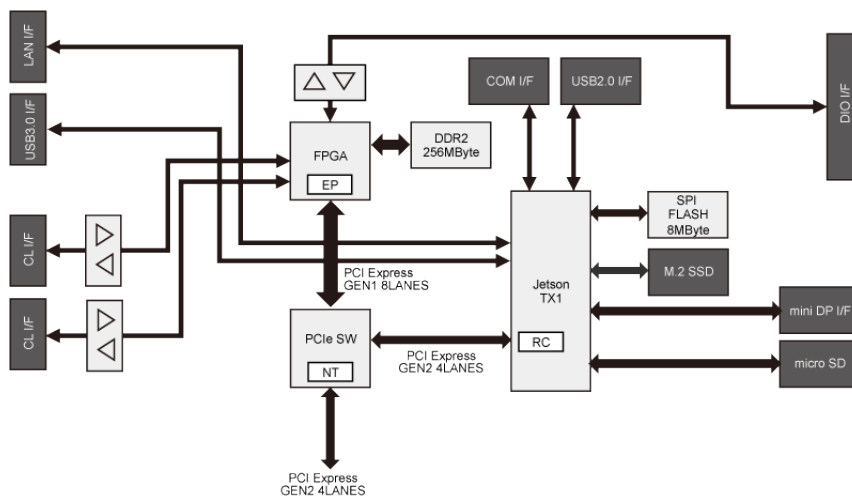 LAN I/F
USB3.0 I/F
CL I/F
CL I/F
FPGA
EP
DDR2
256MByte
COM I/F
USB2.0 I/F
DIO I/F
SPI
FLASH
8MByte
M.2 SSD
mini DP I/F
micro SD
Jetson
TX1
RC
PCI Express
GEN1 8LANES
PCIe SW
NT
PCI Express
GEN2 4LANES
PCI Express
GEN2 4LANES